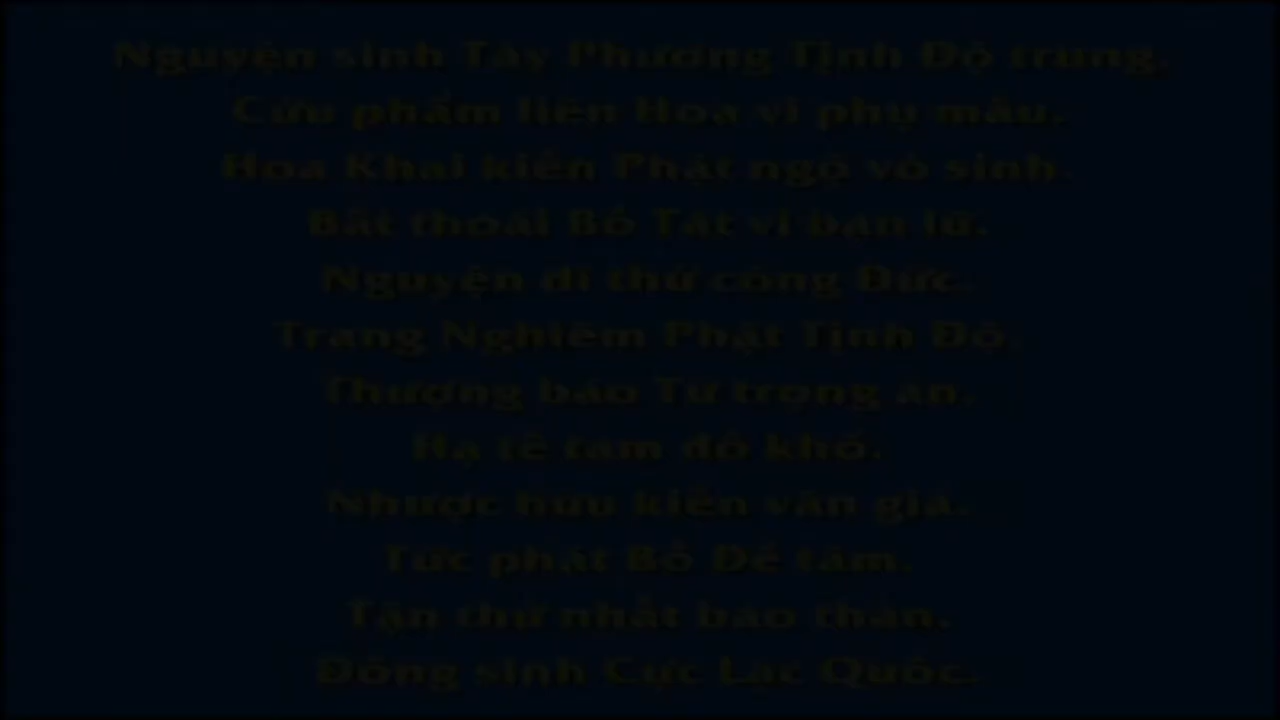 Nguyện sinh Tây Phương Tịnh Độ trung.
Cửu phẩm liên Hoa vi phụ mẫu.
Hoa Khai kiến Phật ngộ vô sinh.
Bất thoái Bồ Tát vi bạn lữ.
Nguyện dĩ thử công Đức.
Trang Nghiêm Phật Tịnh Độ.
Thượng báo Tứ trọng ân.
Hạ tế tam đồ khổ.
Nhược hữu kiến văn giả.
Tức phát Bồ Đề tâm.
Tận thử nhất báo thân.
Đồng sinh Cực Lạc Quốc.